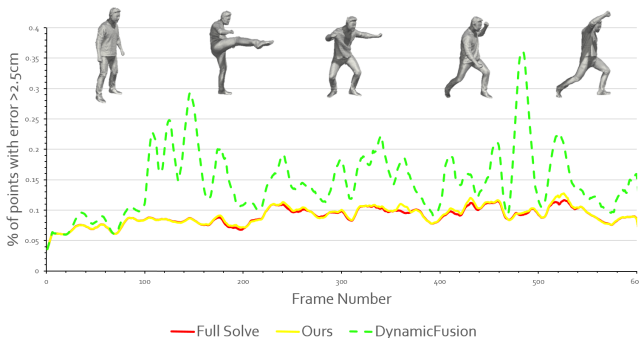 % of points with error >2.5cm
0.4
0.35
0.3
0.25
0.2
0.15
0.1
0.05
0
0 100 200 300 400 500 600
Frame Number
Full Solve Ours DynamicFusion